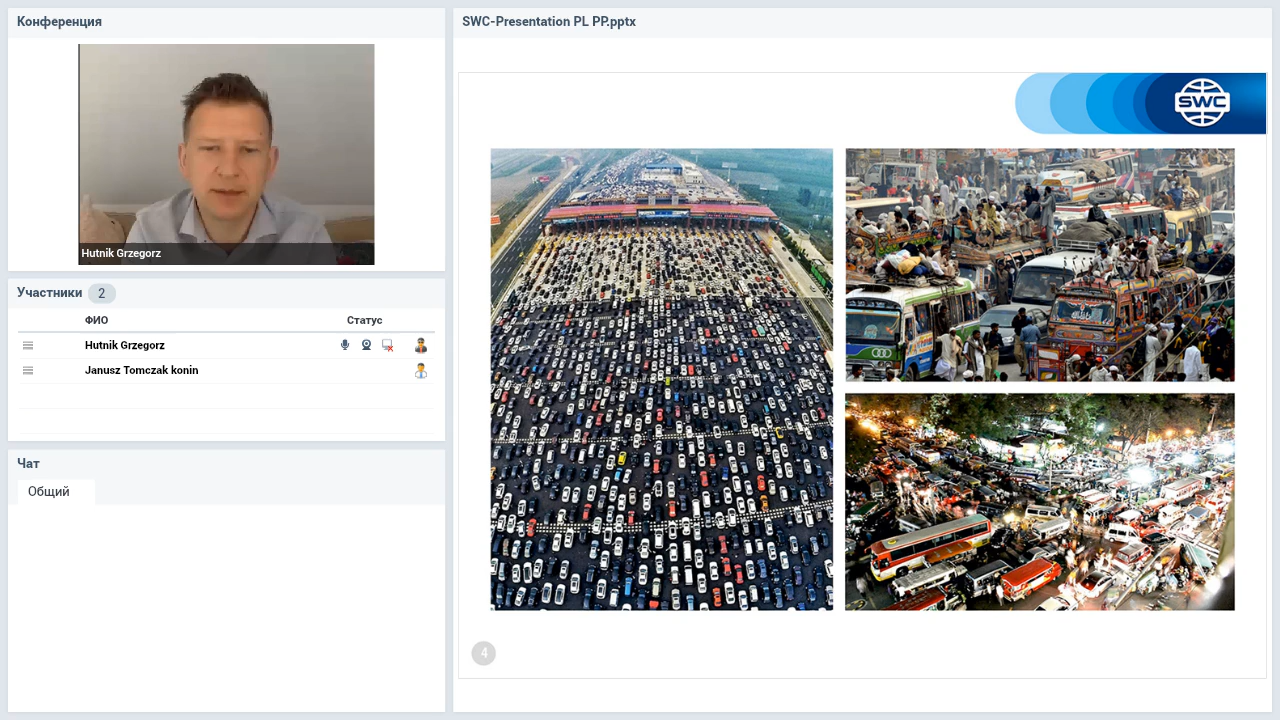 Конференция
Hutnik Grzegorz
Участники 2
ФИО Статус
Hutnik Grzegorz
Janusz Tomczak konin
Чат
Общий
SWC-Presentation PL PP.pptx
SWC
4